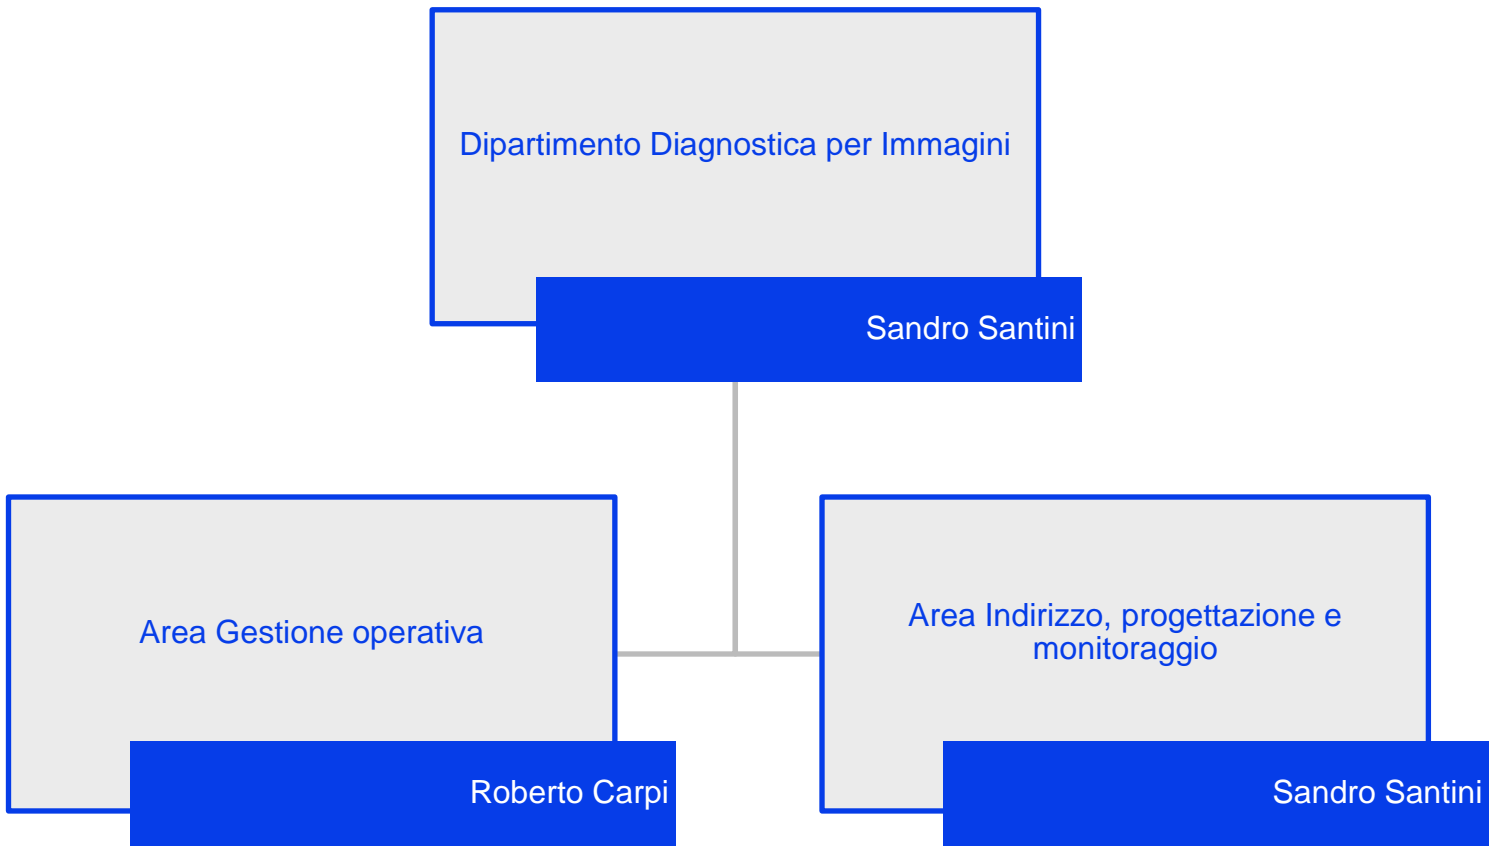 Dipartimento Diagnostica per Immagini
Sandro Santini
Area Gestione operativa
Roberto Carpi
Area Indirizzo, progettazione e
monitoraggio
Sandro Santini